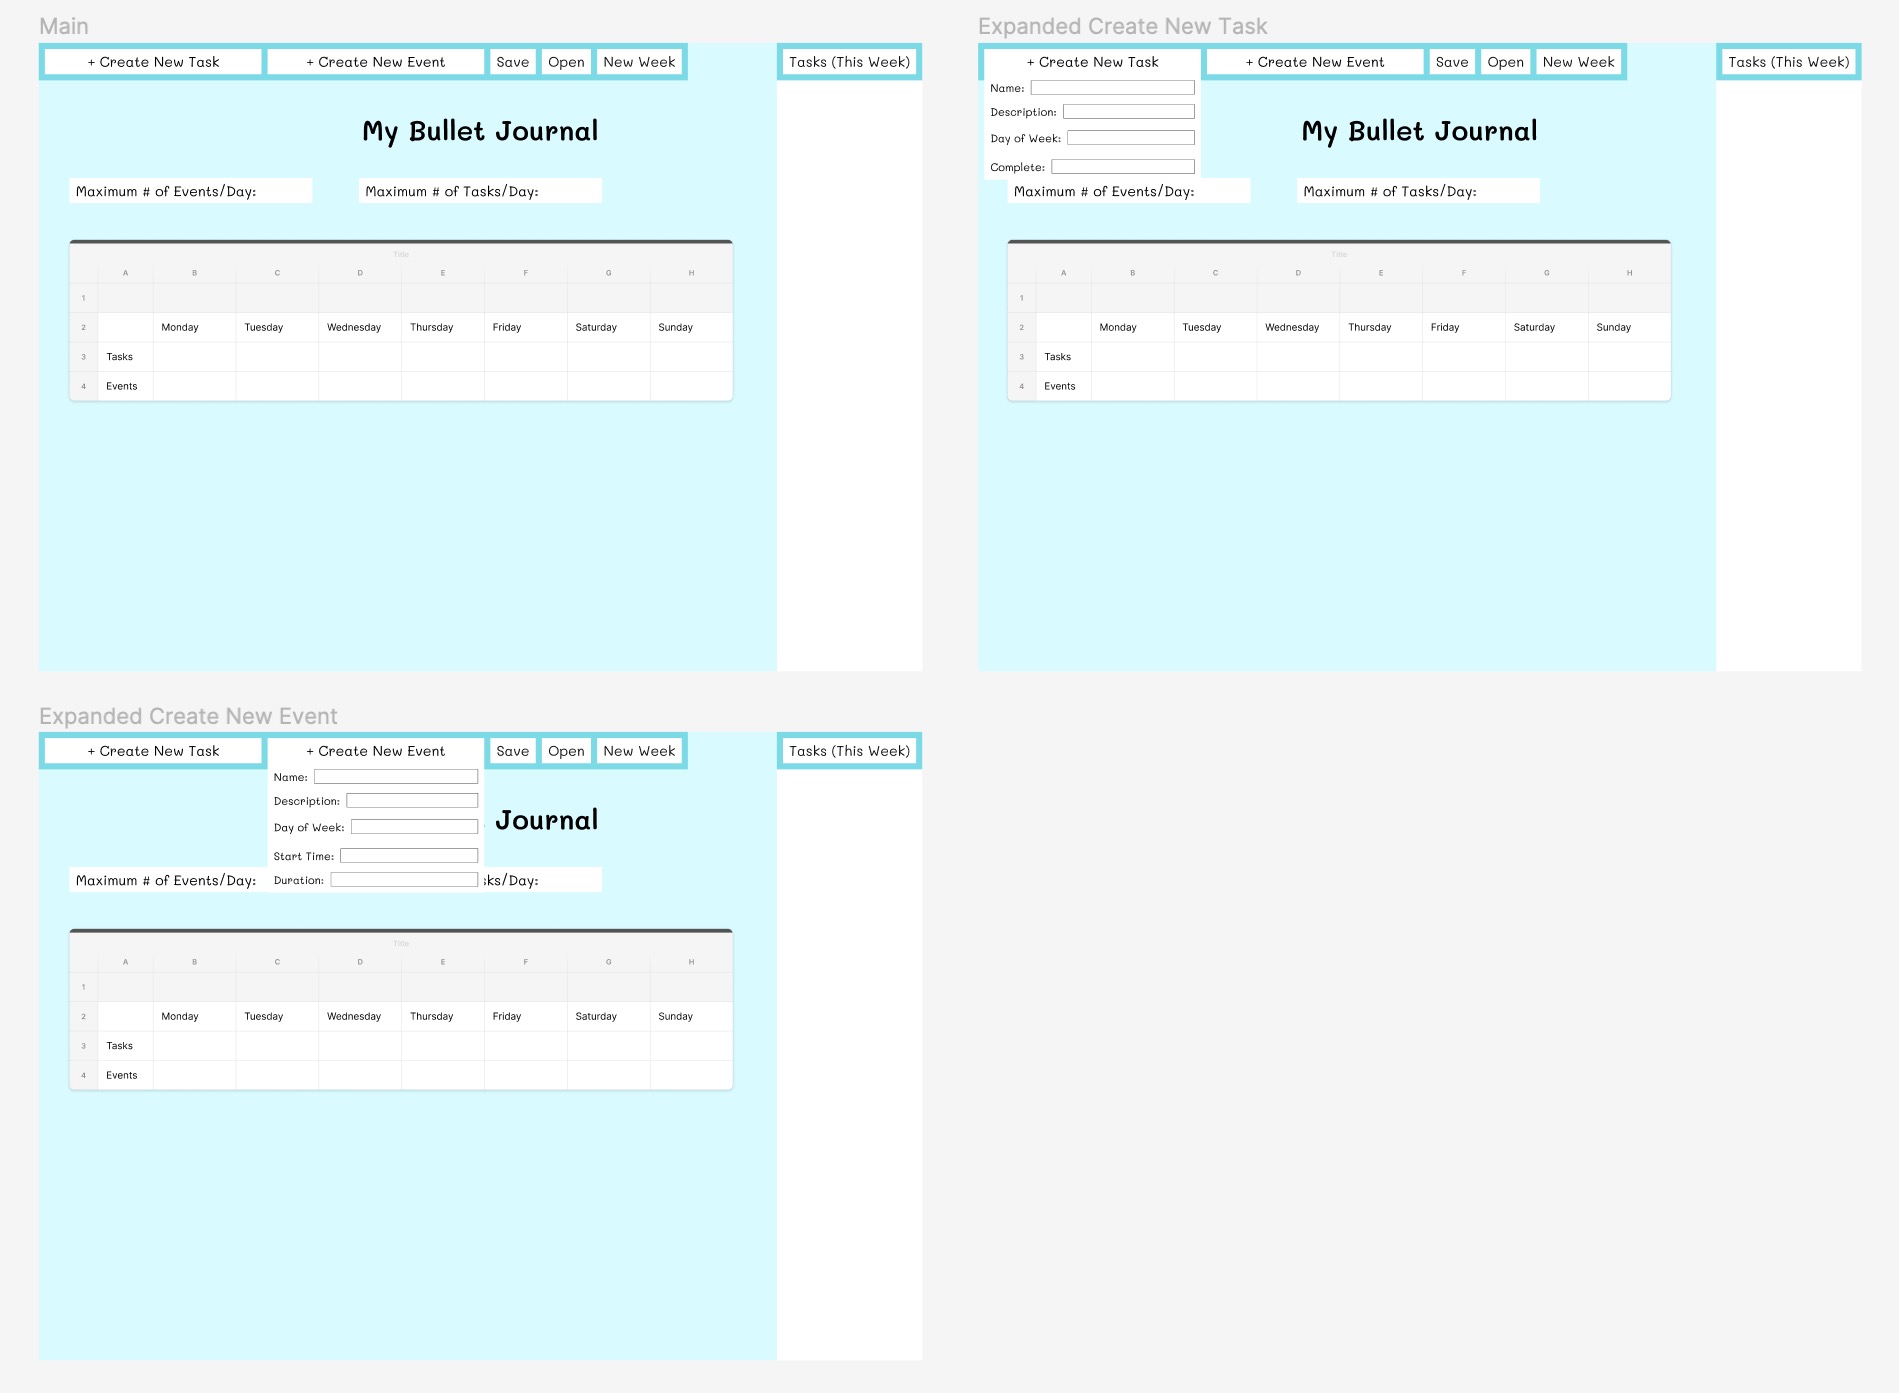 Main
+ Create New Task + Create New Event Save Open New Week Tasks (This Week)
My Bullet Journal
Maximum # of Events/Day: Maximum # of Tasks/Day:
Title
A B C D E F G H
1
2 Monday Tuesday Wednesday Thursday Friday Saturday Sunday
3 Tasks
4 Events
Expanded Create New Task
+ Create New Task + Create New Event Save Open New Week Tasks (This Week)
Name:
Description:
Day of Week:
Complete:
My Bullet Journal
Maximum # of Events/Day: Maximum # of Tasks/Day:
Title
A B C D E F G H
1
2 Monday Tuesday Wednesday Thursday Friday Saturday Sunday
3 Tasks
4 Events
Expanded Create New Event
+ Create New Task + Create New Event Save Open New Week Tasks (This Week)
Name:
Description:
Day of Week:
Start Time:
Duration:
Journal
Maximum # of Events/Day: sks/Day:
Title
A B C D E F G H
1
2 Monday Tuesday Wednesday Thursday Friday Saturday Sunday
3 Tasks
4 Events